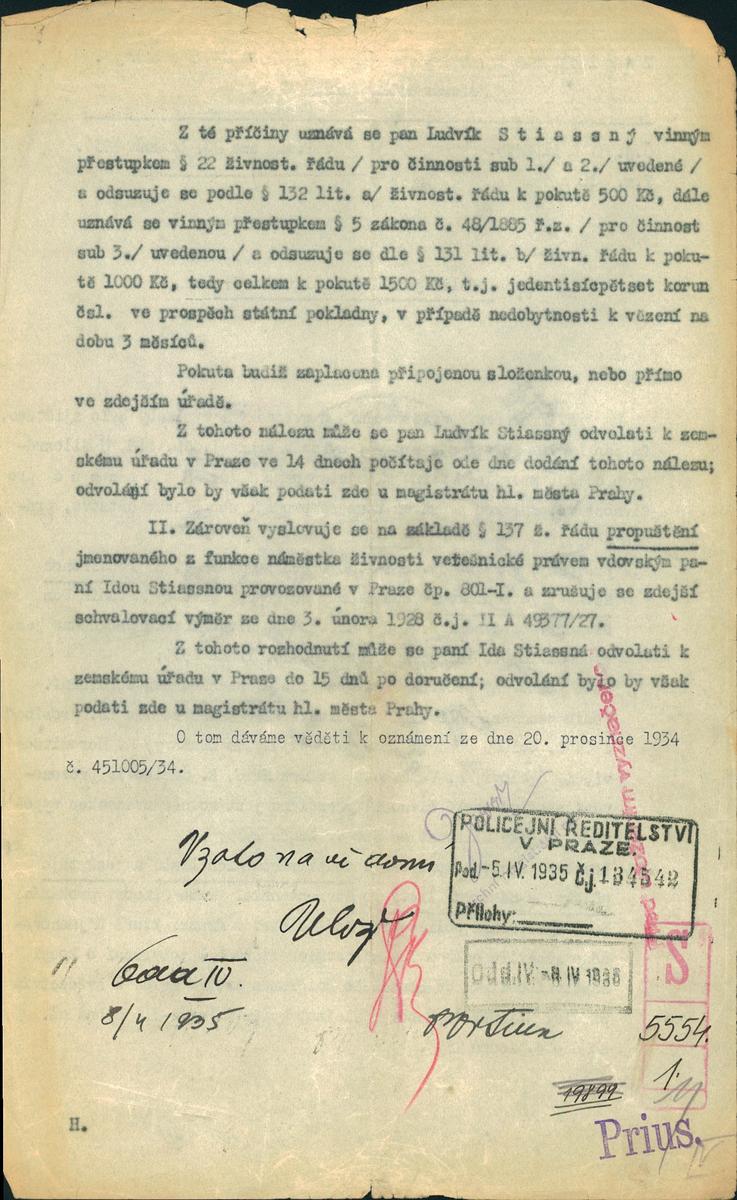 Z té příčiny uznává se pan Ludvík S t i a s s n ý vinným
přestupkem § 22 živnost. řádu / pro činnosti sub 1./ a 2./ uvedené /
a odsuzuje se podle § 132 lit. a/ živnost. řádu k pokutě 500 Kč, dále
uznává se vinným přestupkem § 5 zákona č. 48/1885 ř.z. / pro činnost
sub 3./ uvedenou / a odsuzuje se dle § 131 lit. b/ živn. řádu k poku-
tě 1000 Kč, tedy celkem k pokutě 1500 Kč, t.j. jedentisícpětset korun
čsl. ve prospěch státní pokladny, v případě nedobytnosti k vězení na
dobu 3 měsíců.
Pokuta budiž zaplacena připojenou složenkou, nebo přímo
ve zdejším úřadě.
Z tohoto nálezu může se pan Ludvík Stiassný odvolati k zem-
skému úřadu v Praze ve 14 dnech počítaje ode dne dodání tohoto nálezu;
odvolání bylo by však podati zde u magistrátu hl. města Prahy.
II. Zároveň vyslovuje se na základě § 137 ž. řádu propuštění
jmenovaného z funkce náměstka živnosti vetešnické právem vdovským pa-
ní Idou Stiassnou provozované v Praze čp. 801-I. a zrušuje se zdejší
schvalovací výměr ze dne 3. února 1928 č.j. II A 49377/27.
Z tohoto rozhodnutí může se paní Ida Stiassná odvolati k
zemskému úřadu v Praze do 15 dnů po doručení; odvolání bylo by však
podati zde u magistrátu hl. města Prahy.
O tom dáváme věděti k oznámení ze dne 20. prosince 1934
č. 451005/34.
POLICEJNÍ ŘEDITELSTVÍ
V PRAZE.
Pod. -5.IV.1935 čj.134542
Přílohy:
Vzato na vědomí
IV.
8/4 1935
5554.
1.
19899
H.
Prius.